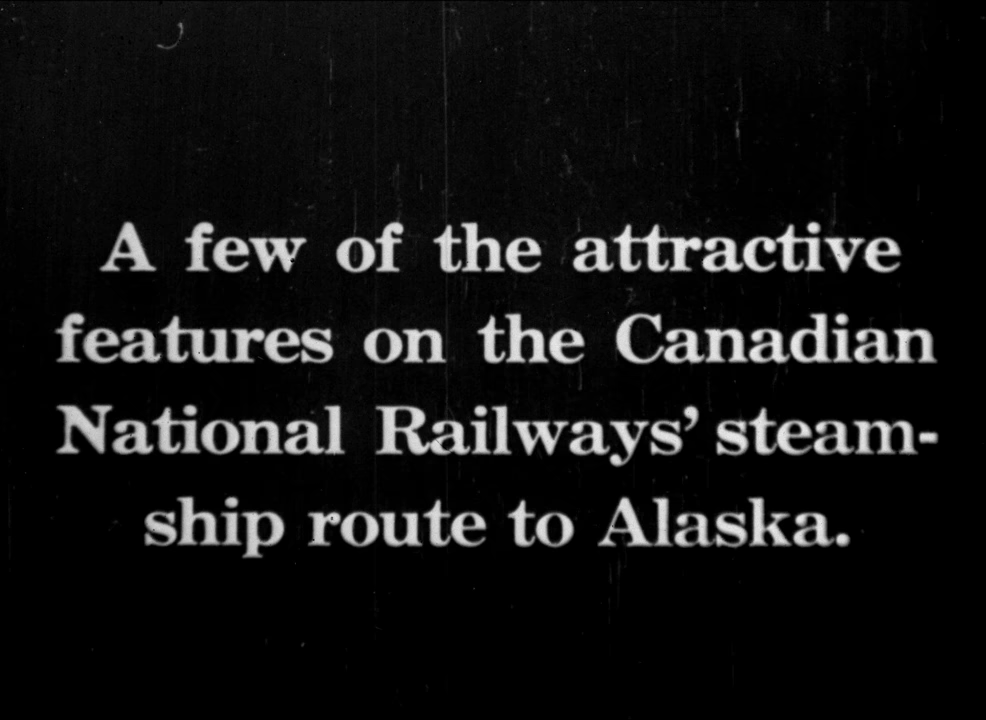 A few of the attractive
features on the Canadian
National Railways’ steam-
ship route to Alaska.